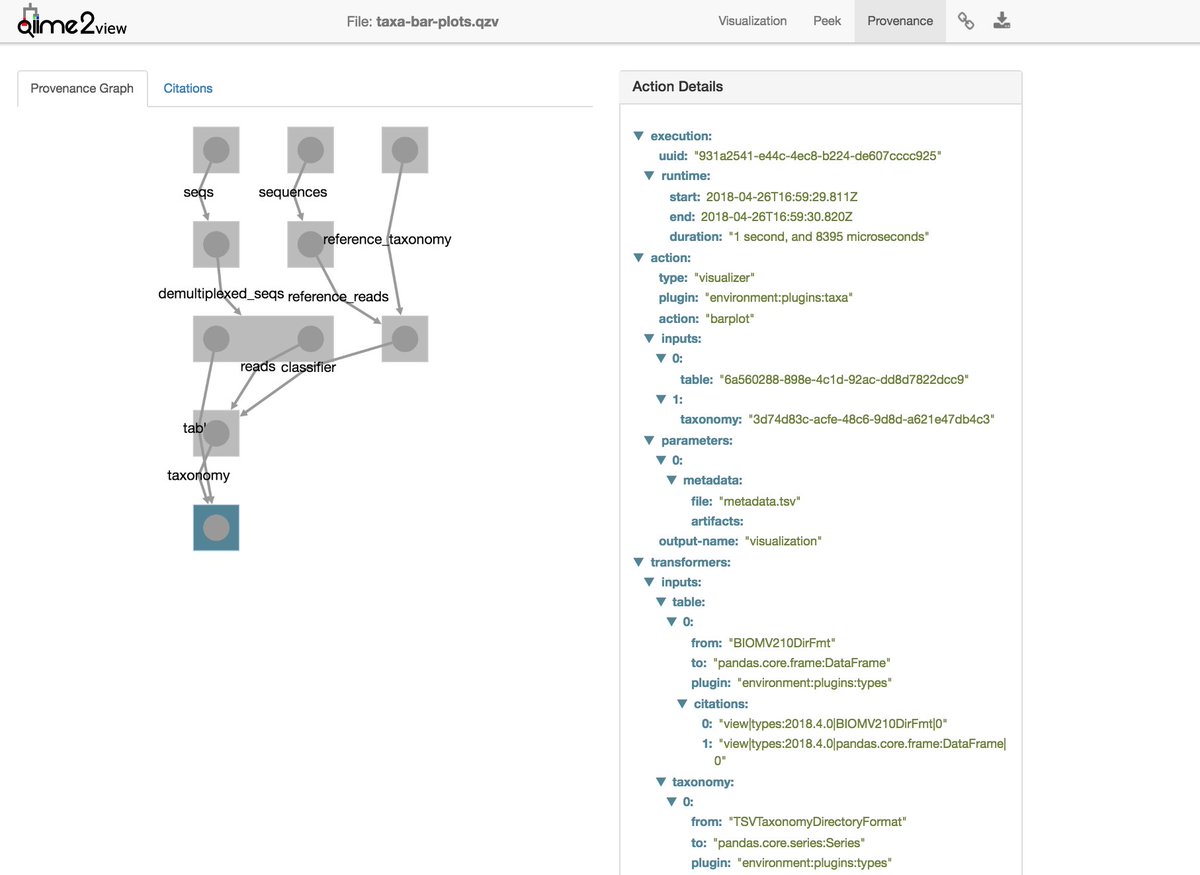 qiime2view
File: taxa-bar-plots.qzv
Visualization
Peek
Provenance
Provenance Graph
Citations
seqs
sequences
reference_taxonomy
demultiplexed_seqs
reference_reads
reads
classifier
tab'
taxonomy
Action Details
▼ execution:
uuid: "931a2541-e44c-4ec8-b224-de607cccc925"
▼ runtime:
start: 2018-04-26T16:59:29.811Z
end: 2018-04-26T16:59:30.820Z
duration: "1 second, and 8395 microseconds"
▼ action:
type: "visualizer"
plugin: "environment:plugins:taxa"
action: "barplot"
▼ inputs:
▼ 0:
table: "6a560288-898e-4c1d-92ac-dd8d7822dcc9"
▼ 1:
taxonomy: "3d74d83c-acfe-48c6-9d8d-a621e47db4c3"
▼ parameters:
▼ 0:
▼ metadata:
file: "metadata.tsv"
artifacts:
output-name: "visualization"
▼ transformers:
▼ inputs:
▼ table:
▼ 0:
from: "BIOMV210DirFmt"
to: "pandas.core.frame:DataFrame"
plugin: "environment:plugins:types"
▼ citations:
0: "view|types:2018.4.0|BIOMV210DirFmt|0"
1: "view|types:2018.4.0|pandas.core.frame:DataFrame|
0"
▼ taxonomy:
▼ 0:
from: "TSVTaxonomyDirectoryFormat"
to: "pandas.core.series:Series"
plugin: "environment:plugins:types"